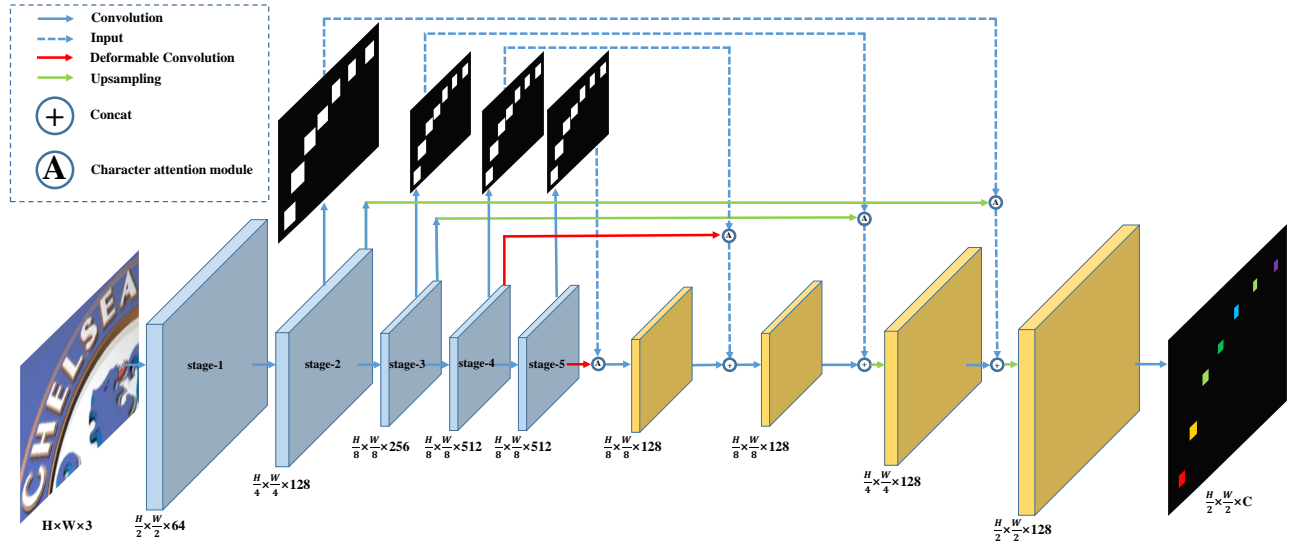 Convolution
Input
Deformable Convolution
Upsampling
+ Concat
A Character attention module
A
A
A
CHELSEA
stage-1
stage-2
stage-3
stage-4
stage-5
A
+
+
+
H×W×3
H/2 × W/2 ×64
H/4 × W/4 ×128
H/8 × W/8 ×256
H/8 × W/8 ×512
H/8 × W/8 ×512
H/8 × W/8 ×128
H/8 × W/8 ×128
H/4 × W/4 ×128
H/2 × W/2 ×128
H/2 × W/2 ×C